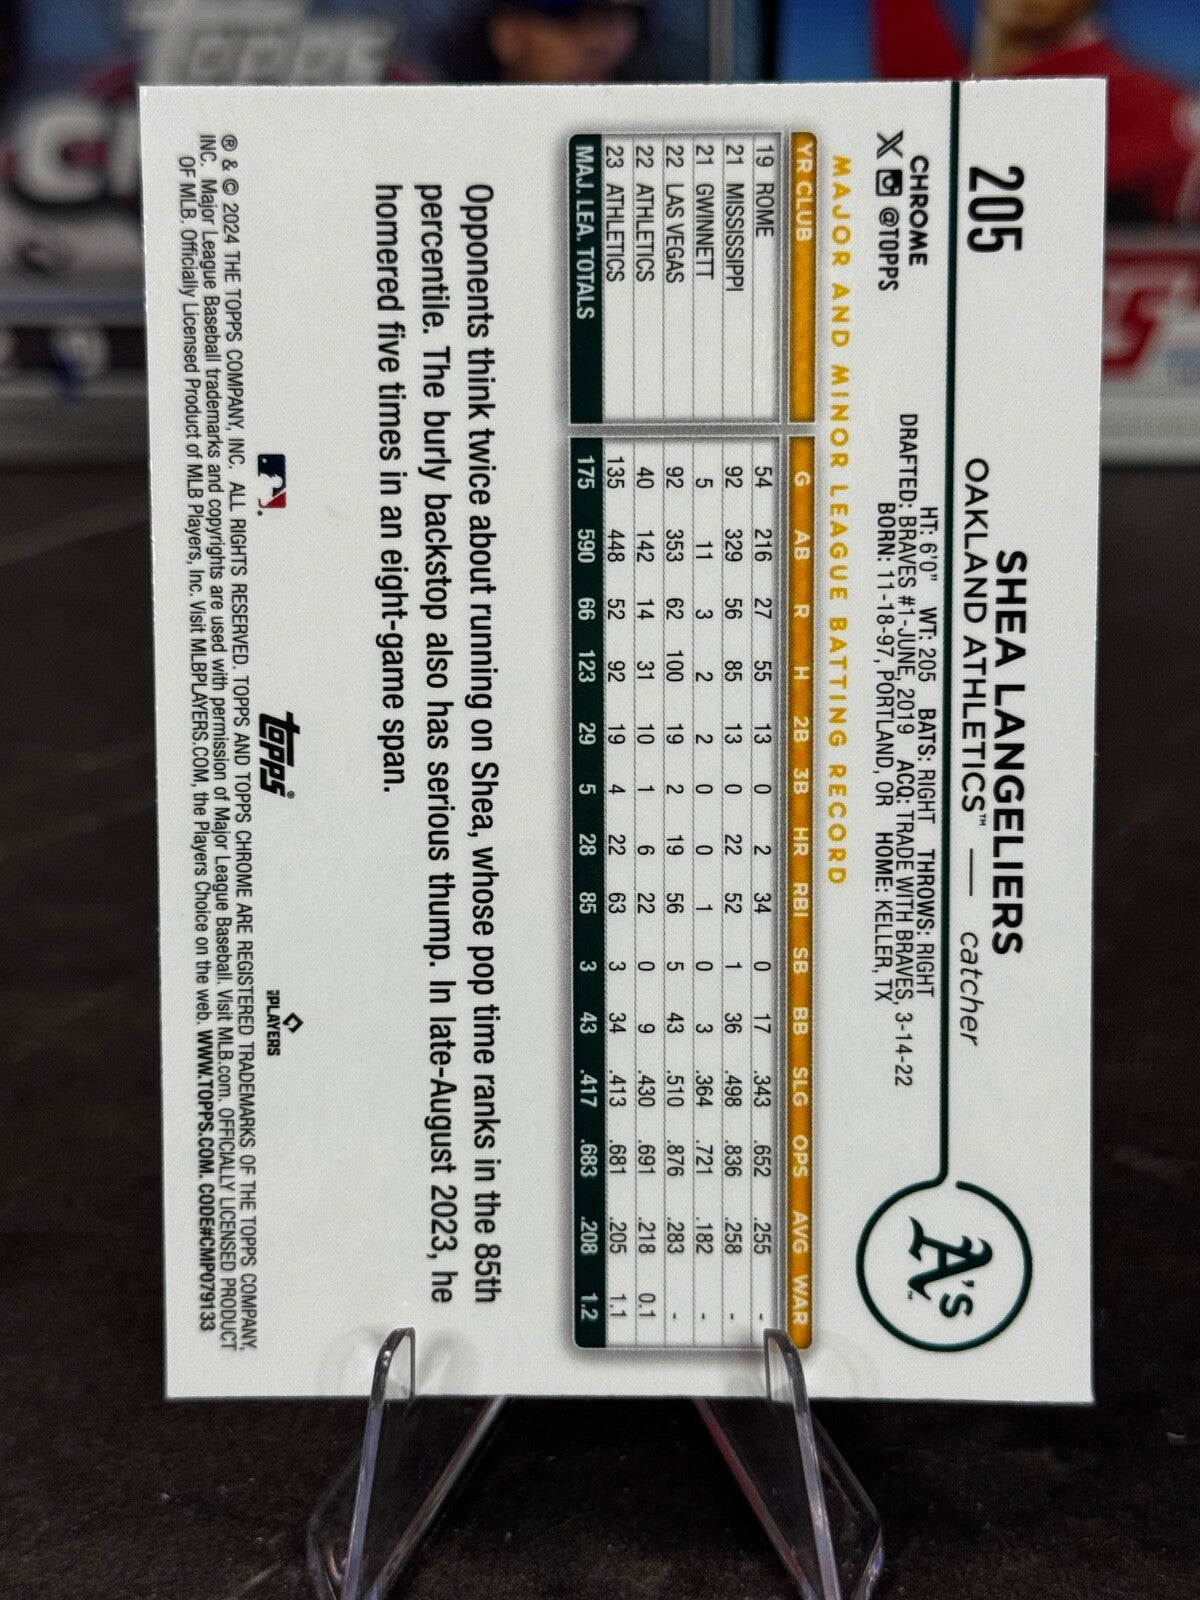 205
SHEA LANGELIERS
OAKLAND ATHLETICS™ — catcher
A's™
CHROME
@TOPPS
HT: 6'0" WT: 205 BATS: RIGHT THROWS: RIGHT
DRAFTED: BRAVES #1-JUNE, 2019 ACQ: TRADE WITH BRAVES, 3-14-22
BORN: 11-18-97, PORTLAND, OR HOME: KELLER, TX
MAJOR AND MINOR LEAGUE BATTING RECORD
YR CLUB G AB R H 2B 3B HR RBI SB BB SLG OPS AVG WAR
19 ROME 54 216 27 55 13 0 2 34 0 17 .343 .652 .255 -
21 MISSISSIPPI 92 329 56 85 13 0 22 52 1 36 .498 .836 .258 -
21 GWINNETT 5 11 3 2 2 0 0 1 0 3 .364 .721 .182 -
22 LAS VEGAS 92 353 62 100 19 2 19 56 5 43 .510 .876 .283 -
22 ATHLETICS 40 142 14 31 10 1 6 22 0 9 .430 .691 .218 0.1
23 ATHLETICS 135 448 52 92 19 4 22 63 3 34 .413 .681 .205 1.1
MAJ. LEA. TOTALS 175 590 66 123 29 5 28 85 3 43 .417 .683 .208 1.2
Opponents think twice about running on Shea, whose pop time ranks in the 85th
percentile. The burly backstop also has serious thump. In late-August 2023, he
homered five times in an eight-game span.
topps®
PLAYERS
® & © 2024 THE TOPPS COMPANY, INC. ALL RIGHTS RESERVED. TOPPS AND TOPPS CHROME ARE REGISTERED TRADEMARKS OF THE TOPPS COMPANY,
INC. Major League Baseball trademarks and copyrights are used with permission of Major League Baseball. Visit MLB.com. OFFICIALLY LICENSED PRODUCT
OF MLB. Officially Licensed Product of MLB Players, Inc. Visit MLBPLAYERS.COM, the Players Choice on the web. WWW.TOPPS.COM. CODE#CMP079133
Topps